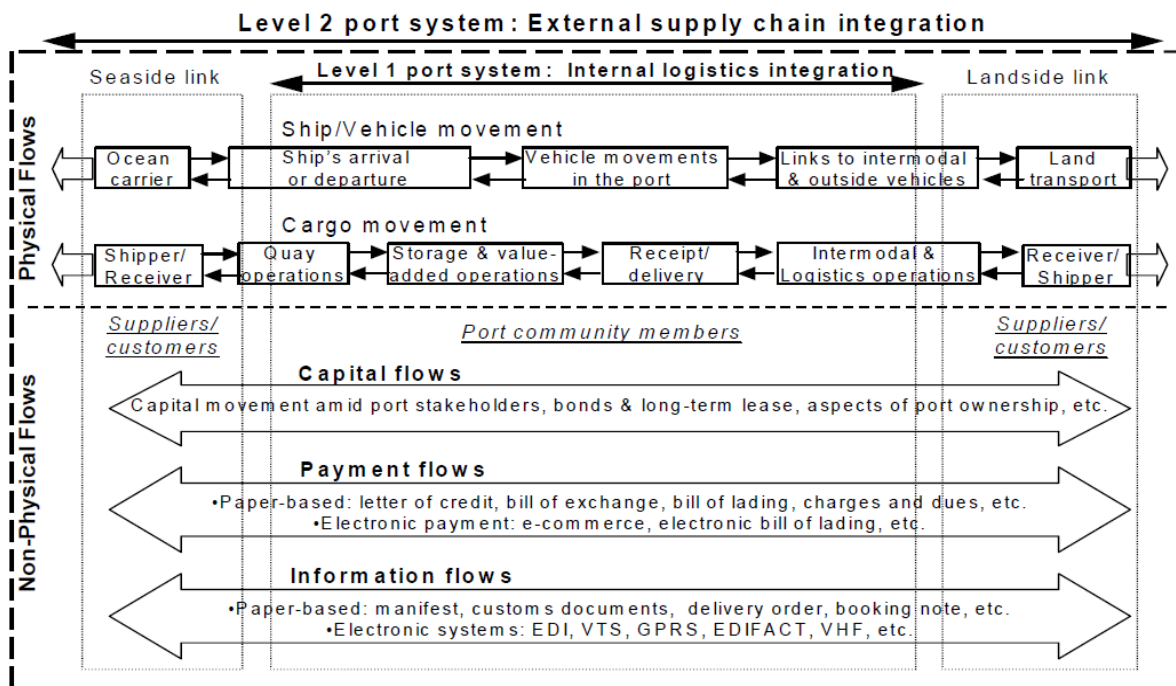 Level 2 port system : External supply chain integration
Seaside link
Level 1 port system: Internal logistics integration
Landside link
Physical Flows
Ship/Vehicle movement
Ocean
carrier
Ship's arrival
or departure
Vehicle movements
in the port
Links to intermodal
& outside vehicles
Land
transport
Cargo movement
Shipper/
Receiver
Quay
operations
Storage & value-
added operations
Receipt/
delivery
Intermodal &
Logistics operations
Receiver/
Shipper
Non-Physical Flows
Suppliers/
customers
Port community members
Suppliers/
customers
Capital flows
Capital movement amid port stakeholders, bonds & long-term lease, aspects of port ownership, etc.
Payment flows
•Paper-based: letter of credit, bill of exchange, bill of lading, charges and dues, etc.
•Electronic payment: e-commerce, electronic bill of lading, etc.
Information flows
•Paper-based: manifest, customs documents, delivery order, booking note, etc.
•Electronic systems: EDI, VTS, GPRS, EDIFACT, VHF, etc.